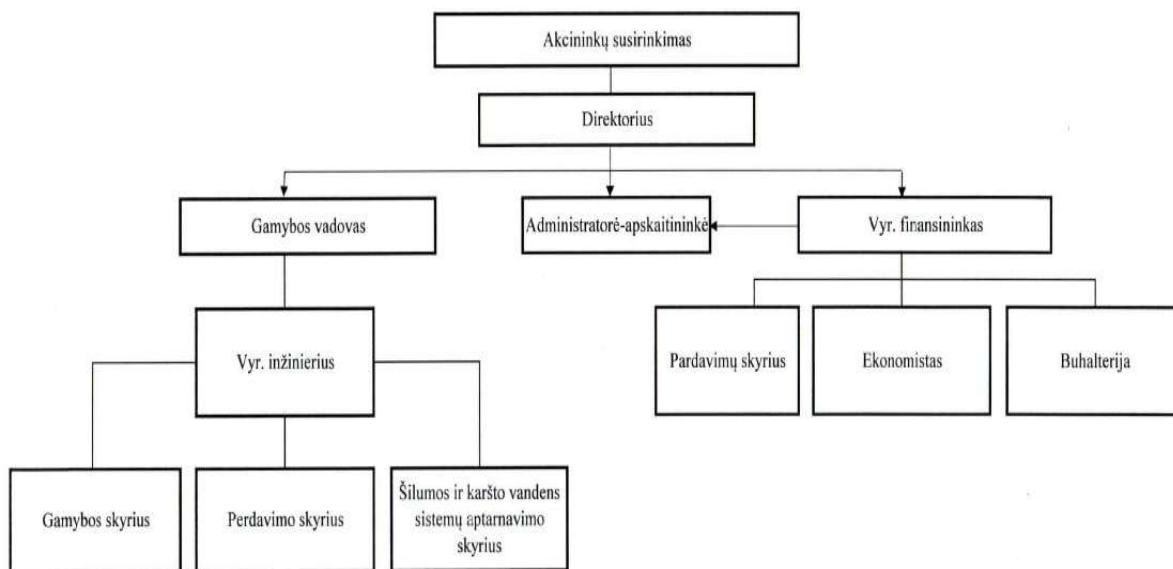 Akcininkų susirinkimas
Direktorius
Gamybos vadovas
Administratorė-apskaitininkė
Vyr. finansininkas
Vyr. inžinierius
Pardavimų skyrius
Ekonomistas
Buhalterija
Gamybos skyrius
Perdavimo skyrius
Šilumos ir karšto vandens
sistemų aptarnavimo
skyrius